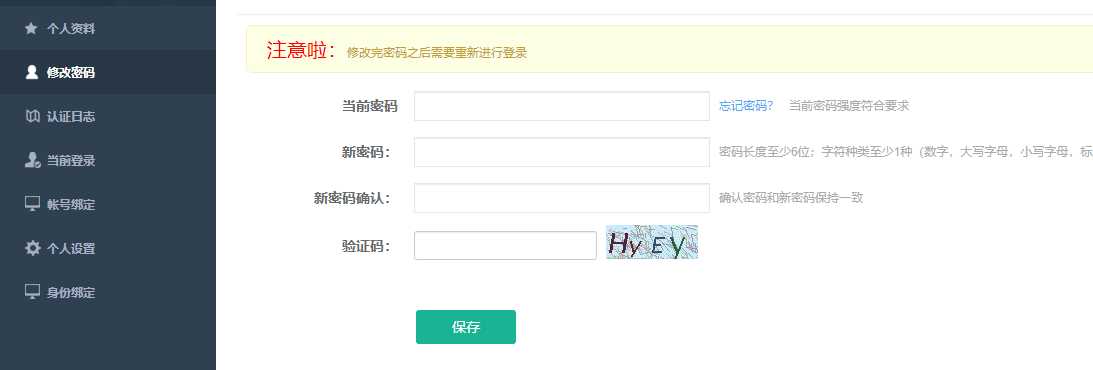 个人资料
修改密码
认证日志
当前登录
帐号绑定
个人设置
身份绑定
注意啦：修改完密码之后需要重新进行登录
当前密码 忘记密码？ 当前密码强度符合要求
新密码： 密码长度至少6位；字符种类至少1种（数字，大写字母，小写字母，标
新密码确认： 确认密码和新密码保持一致
验证码： Hy EY
保存